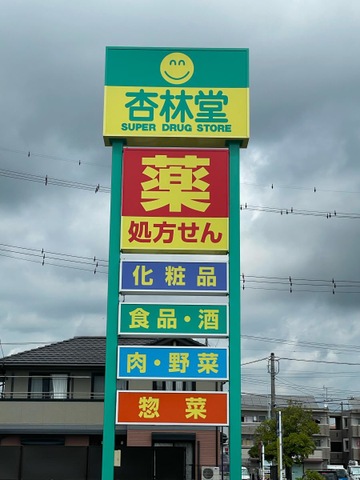 杏林堂
SUPER DRUG STORE
薬
処方せん
化粧品
食品・酒
肉・野菜
惣菜